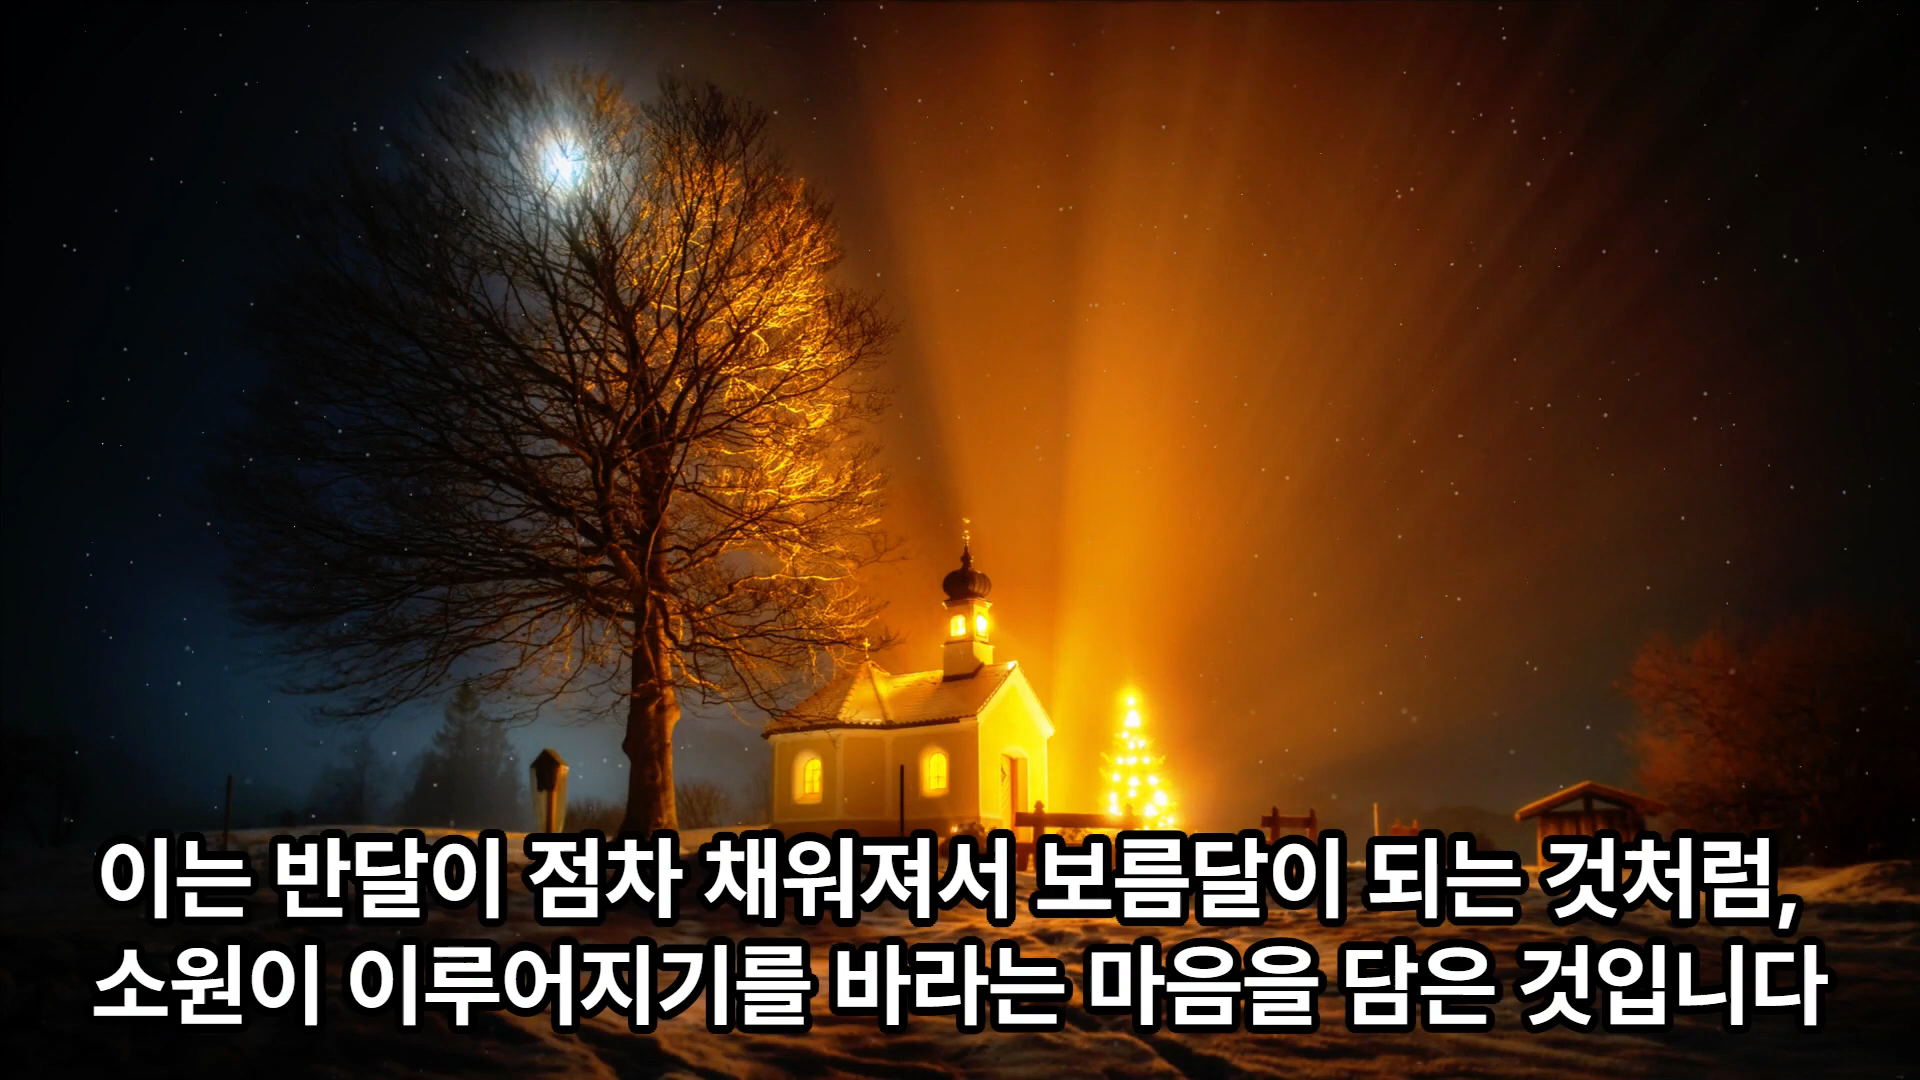 이는 반달이 점차 채워져서 보름달이 되는 것처럼,
소원이 이루어지기를 바라는 마음을 담은 것입니다